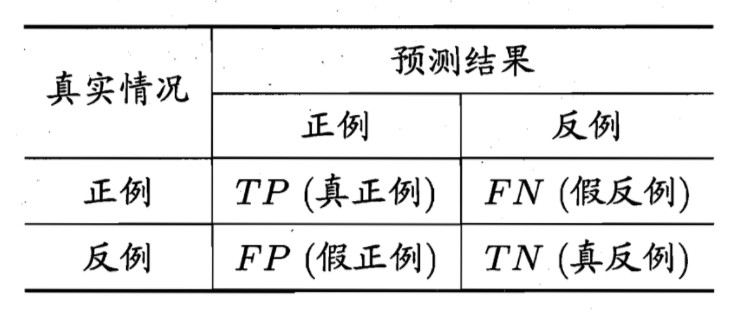 真实情况
预测结果
正例 反例
正例 TP (真正例) FN (假反例)
反例 FP (假正例) TN (真反例)